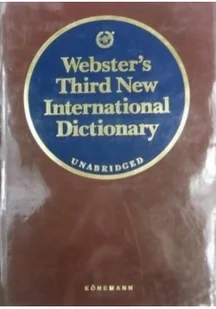 Webster's
Third New
International
Dictionary
UNABRIDGED
KÖNEMANN